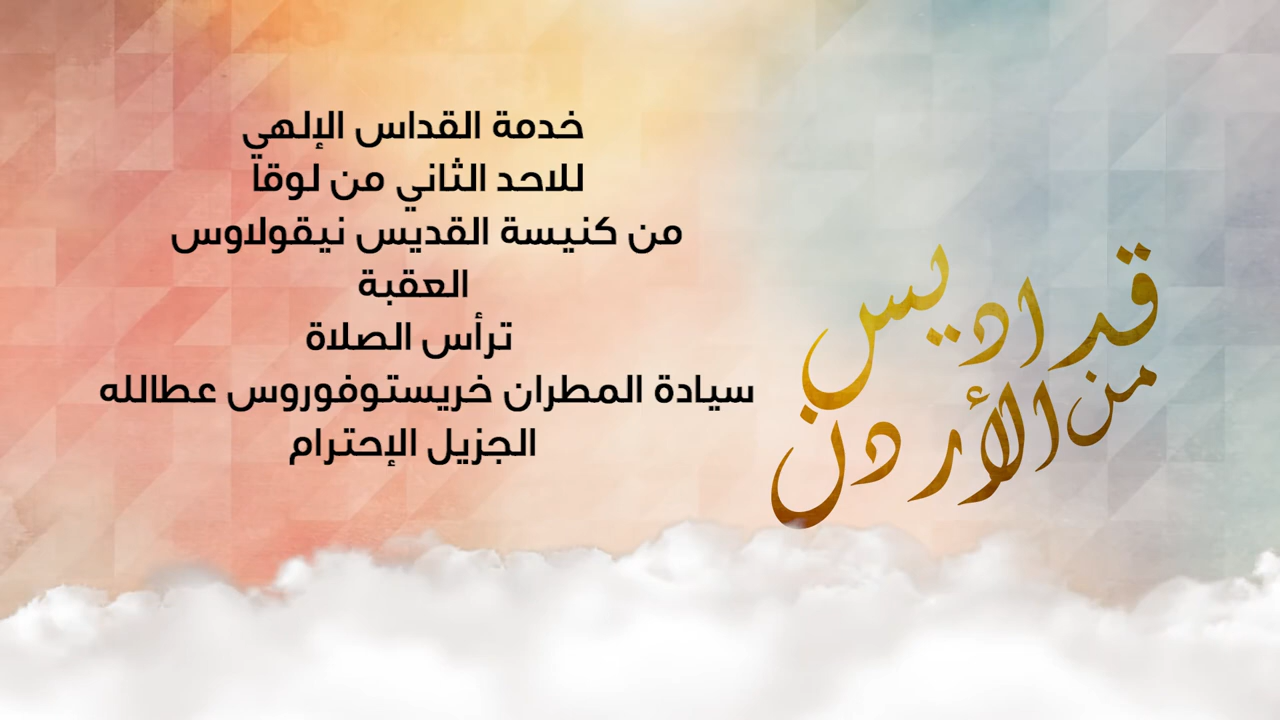 خدمة القداس الإلهي
للاحد الثاني من لوقا
من كنيسة القديس نيقولاوس
العقبة
ترأس الصلاة
سيادة المطران خريستوفوروس عطالله
الجزيل الإحترام
قداديس
من الأردن